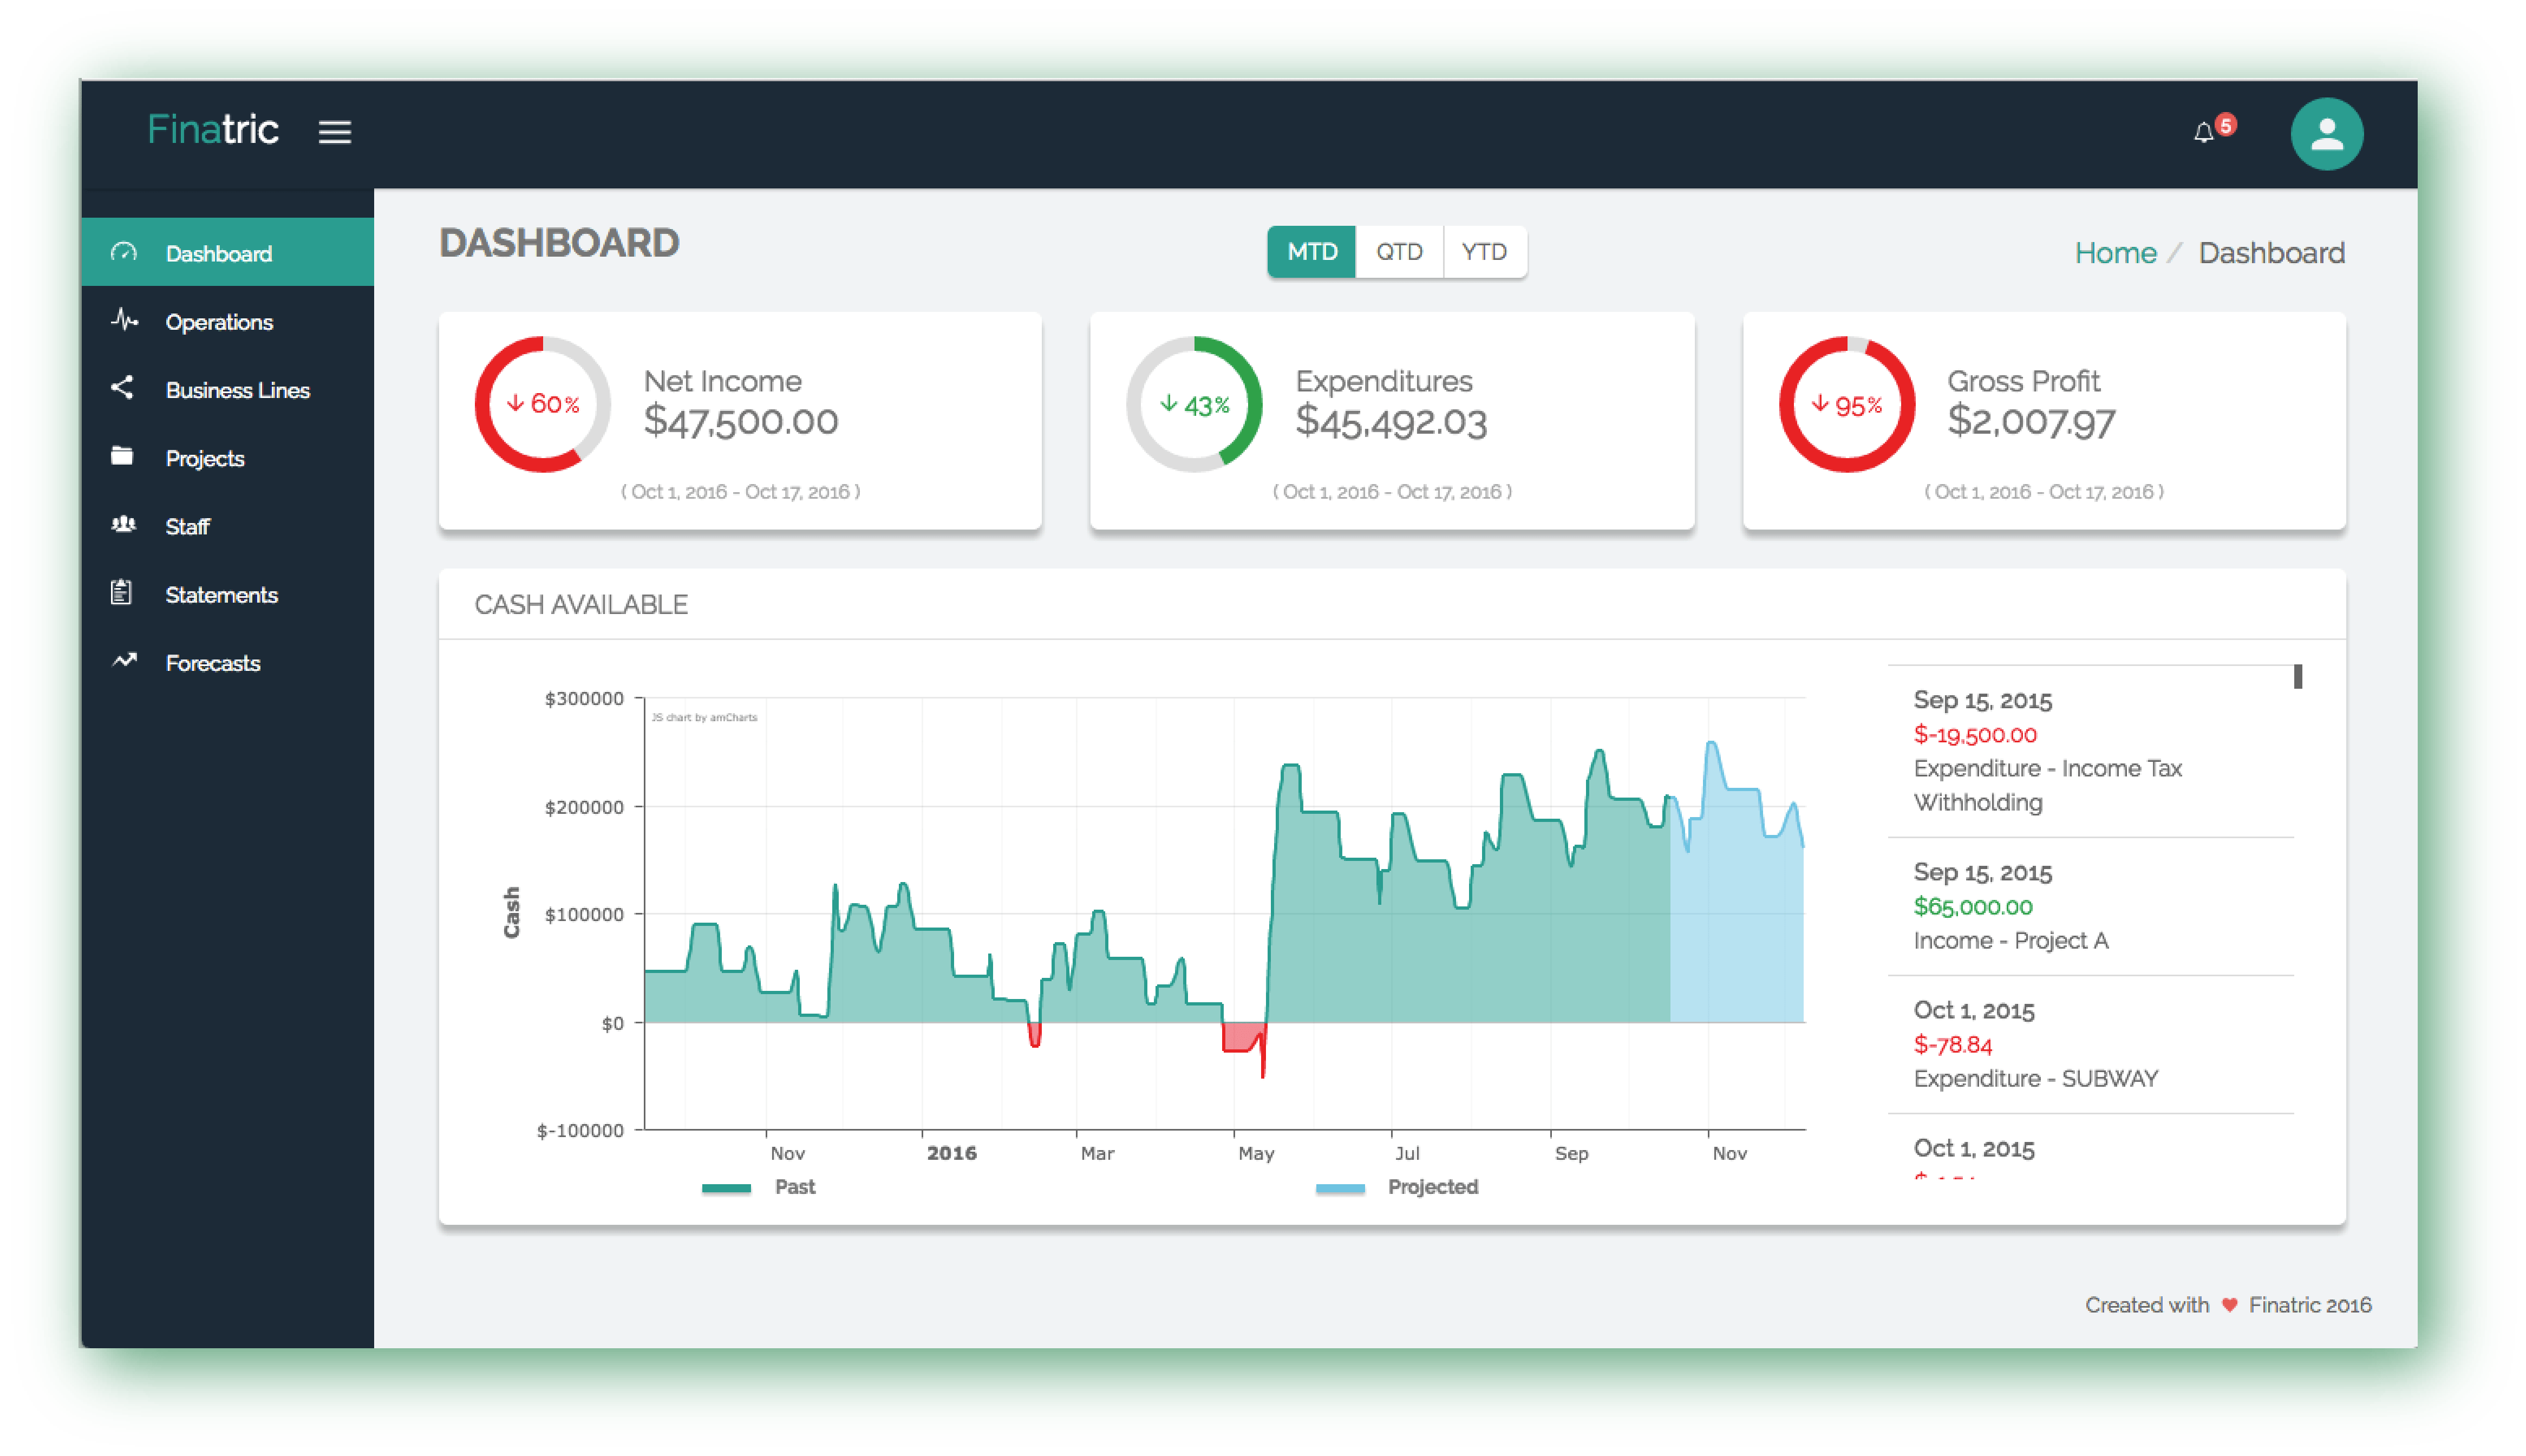 Finatric
5
Dashboard
Operations
Business Lines
Projects
Staff
Statements
Forecasts
DASHBOARD
MTD QTD YTD
Home / Dashboard
60%
Net Income
$47,500.00
( Oct 1, 2016 - Oct 17, 2016 )
43%
Expenditures
$45,492.03
( Oct 1, 2016 - Oct 17, 2016 )
95%
Gross Profit
$2,007.97
( Oct 1, 2016 - Oct 17, 2016 )
CASH AVAILABLE
$300000
JS chart by amCharts
$200000
$100000
$0
$-100000
Cash
Nov 2016 Mar May Jul Sep Nov
Past Projected
Sep 15, 2015
$-19,500.00
Expenditure - Income Tax
Withholding
Sep 15, 2015
$65,000.00
Income - Project A
Oct 1, 2015
$-78.84
Expenditure - SUBWAY
Oct 1, 2015
Created with ♥ Finatric 2016